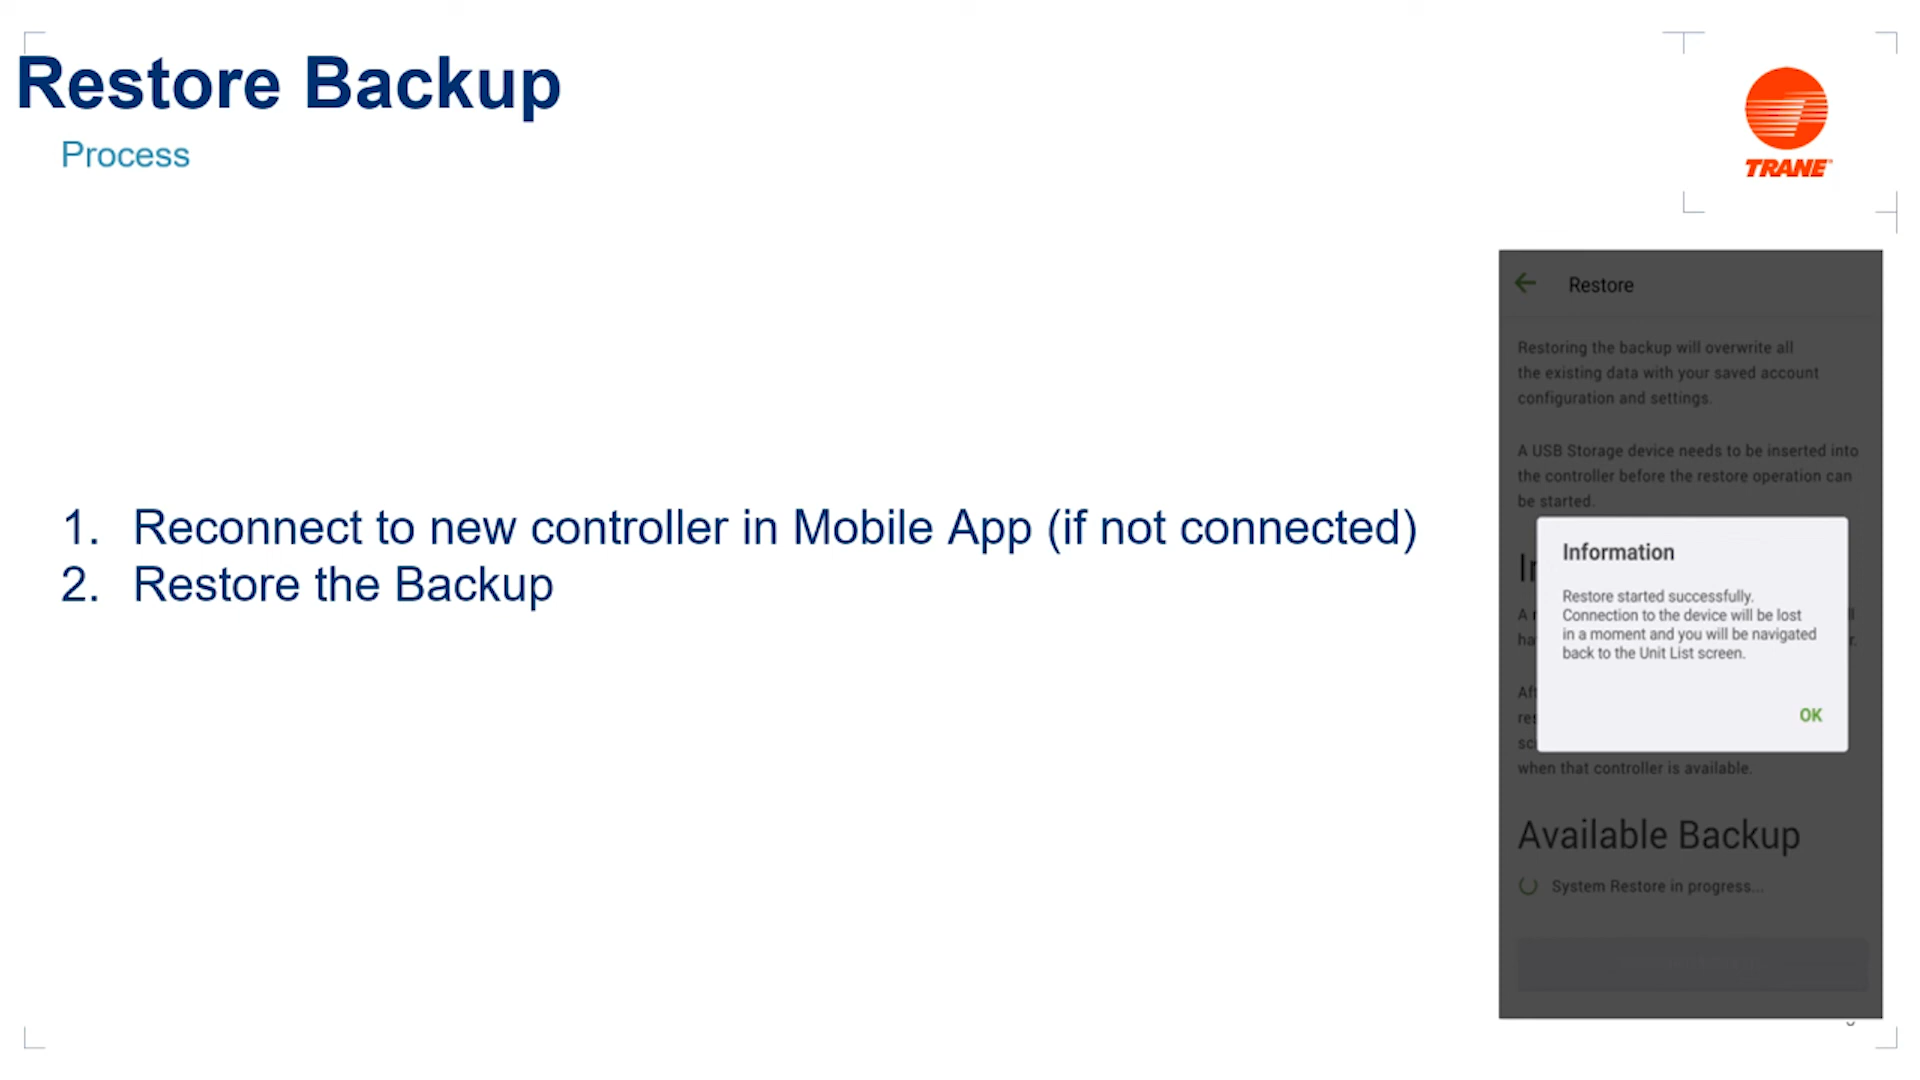 Restore Backup
Process
TRANE
1. Reconnect to new controller in Mobile App (if not connected)
2. Restore the Backup
Restore
Restoring the backup will overwrite all
the existing data with your saved account
configuration and settings.
A USB Storage device needs to be inserted into
the controller before the restore operation can
be started.
Information
Restore started successfully.
Connection to the device will be lost
in a moment and you will be navigated
back to the Unit List screen.
OK
when that controller is available.
Available Backup
System Restore in progress...